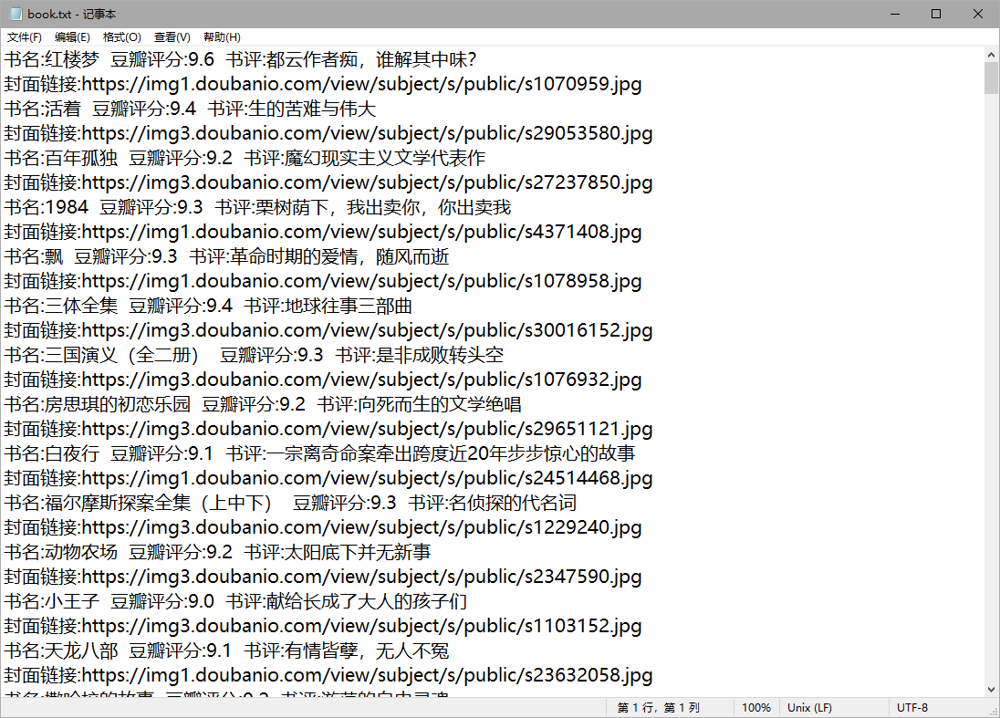 book.txt - 记事本
文件(F) 编辑(E) 格式(O) 查看(V) 帮助(H)
书名:红楼梦 豆瓣评分:9.6 书评:都云作者痴，谁解其中味？
封面链接:https://img1.doubanio.com/view/subject/s/public/s1070959.jpg
书名:活着 豆瓣评分:9.4 书评:生的苦难与伟大
封面链接:https://img3.doubanio.com/view/subject/s/public/s29053580.jpg
书名:百年孤独 豆瓣评分:9.2 书评:魔幻现实主义文学代表作
封面链接:https://img3.doubanio.com/view/subject/s/public/s27237850.jpg
书名:1984 豆瓣评分:9.3 书评:栗树荫下，我出卖你，你出卖我
封面链接:https://img1.doubanio.com/view/subject/s/public/s4371408.jpg
书名:飘 豆瓣评分:9.3 书评:革命时期的爱情，随风而逝
封面链接:https://img1.doubanio.com/view/subject/s/public/s1078958.jpg
书名:三体全集 豆瓣评分:9.4 书评:地球往事三部曲
封面链接:https://img3.doubanio.com/view/subject/s/public/s30016152.jpg
书名:三国演义（全二册） 豆瓣评分:9.3 书评:是非成败转头空
封面链接:https://img3.doubanio.com/view/subject/s/public/s1076932.jpg
书名:房思琪的初恋乐园 豆瓣评分:9.2 书评:向死而生的文学绝唱
封面链接:https://img3.doubanio.com/view/subject/s/public/s29651121.jpg
书名:白夜行 豆瓣评分:9.1 书评:一宗离奇命案牵出跨度近20年步步惊心的故事
封面链接:https://img1.doubanio.com/view/subject/s/public/s24514468.jpg
书名:福尔摩斯探案全集（上中下） 豆瓣评分:9.3 书评:名侦探的代名词
封面链接:https://img3.doubanio.com/view/subject/s/public/s1229240.jpg
书名:动物农场 豆瓣评分:9.2 书评:太阳底下并无新事
封面链接:https://img3.doubanio.com/view/subject/s/public/s2347590.jpg
书名:小王子 豆瓣评分:9.0 书评:献给长成了大人的孩子们
封面链接:https://img3.doubanio.com/view/subject/s/public/s1103152.jpg
书名:天龙八部 豆瓣评分:9.1 书评:有情皆孽，无人不冤
封面链接:https://img1.doubanio.com/view/subject/s/public/s23632058.jpg
书名:撒哈拉的故事 豆瓣评分:9.2 书评:游荡的自由灵魂
第 1 行，第 1 列 100% Unix (LF) UTF-8